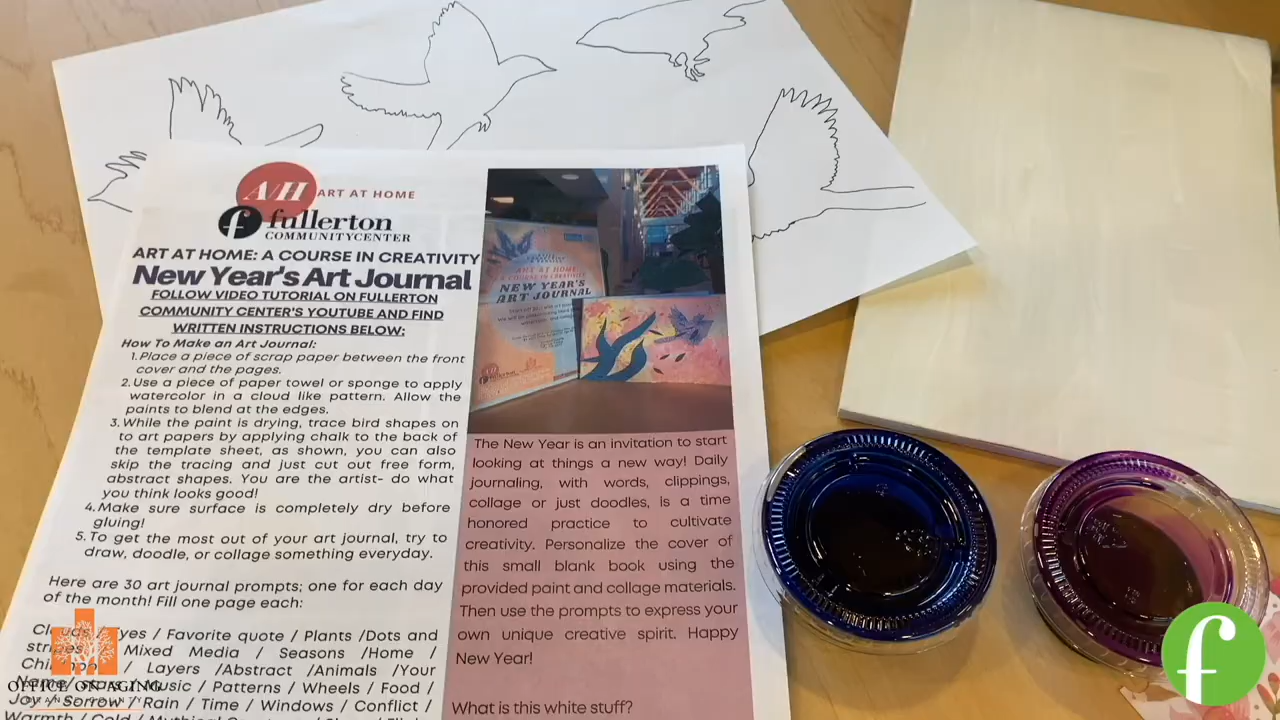 A/H ART AT HOME
f fullerton
COMMUNITYCENTER
ART AT HOME: A COURSE IN CREATIVITY
New Year's Art Journal
FOLLOW VIDEO TUTORIAL ON FULLERTON
COMMUNITY CENTER'S YOUTUBE AND FIND
WRITTEN INSTRUCTIONS BELOW:
How To Make an Art Journal:
1. Place a piece of scrap paper between the front
cover and the pages.
2. Use a piece of paper towel or sponge to apply
watercolor in a cloud like pattern. Allow the
paints to blend at the edges.
3. While the paint is drying, trace bird shapes on
to art papers by applying chalk to the back of
the template sheet, as shown, you can also
skip the tracing and just cut out free form,
abstract shapes. You are the artist- do what
you think looks good!
4. Make sure surface is completely dry before
gluing!
5. To get the most out of your art journal, try to
draw, doodle, or collage something everyday.
Here are 30 art journal prompts; one for each day
of the month! Fill one page each:
Clouds / Eyes / Favorite quote / Plants /Dots and
Mixed Media / Seasons /Home /
/ Layers /Abstract /Animals /Your
Music / Patterns / Wheels / Food /
Joy / Sorrow / Rain / Time / Windows / Conflict /
Warmth / Cold /
ART AT HOME:
A COURSE IN CREATIVITY
NEW YEAR'S
ART JOURNAL
fullerton
The New Year is an invitation to start
looking at things a new way! Daily
journaling, with words, clippings,
collage or just doodles, is a time
honored practice to cultivate
creativity. Personalize the cover of
this small blank book using the
provided paint and collage materials.
Then use the prompts to express your
own unique creative spirit. Happy
New Year!
What is this white stuff?
OFFICE ON AGING
f